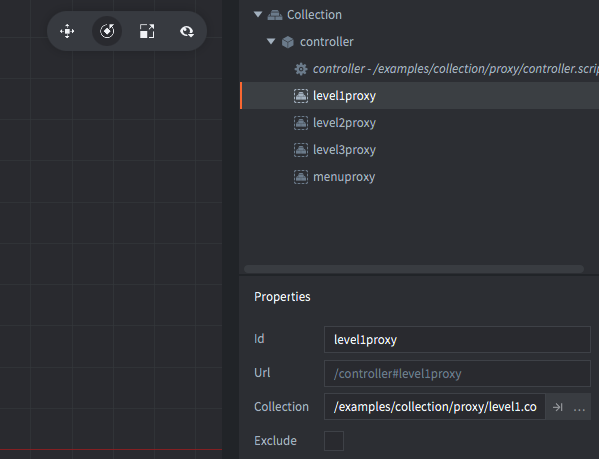 Collection
controller
controller - /examples/collection/proxy/controller.scrip
level1proxy
level2proxy
level3proxy
menuproxy
Properties
Id level1proxy
Url /controller#level1proxy
Collection /examples/collection/proxy/level1.co ...
Exclude